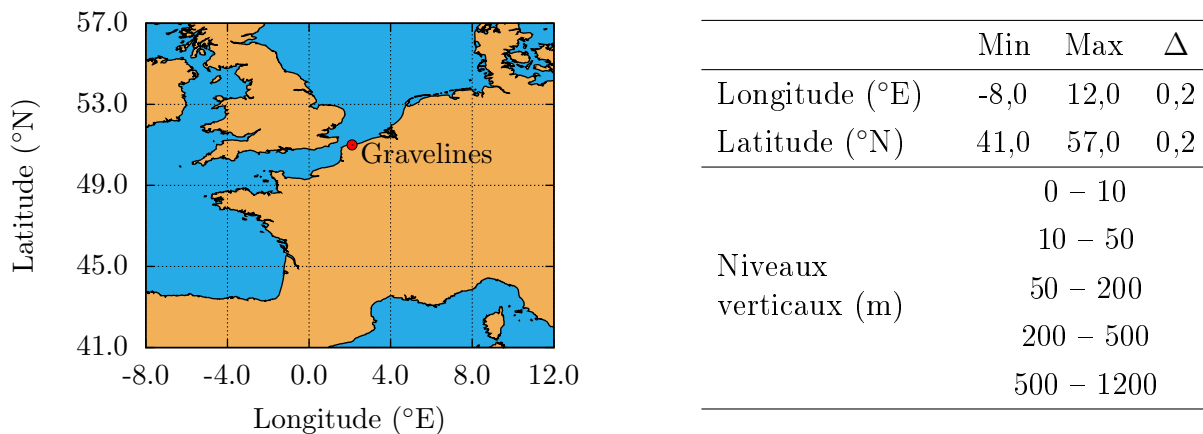 57.0
53.0
49.0
45.0
41.0
Latitude (°N)
Gravelines
-8.0 -4.0 0.0 4.0 8.0 12.0
Longitude (°E)
Min Max Δ
Longitude (°E) -8,0 12,0 0,2
Latitude (°N) 41,0 57,0 0,2
Niveaux
verticaux (m)
0 – 10
10 – 50
50 – 200
200 – 500
500 – 1200